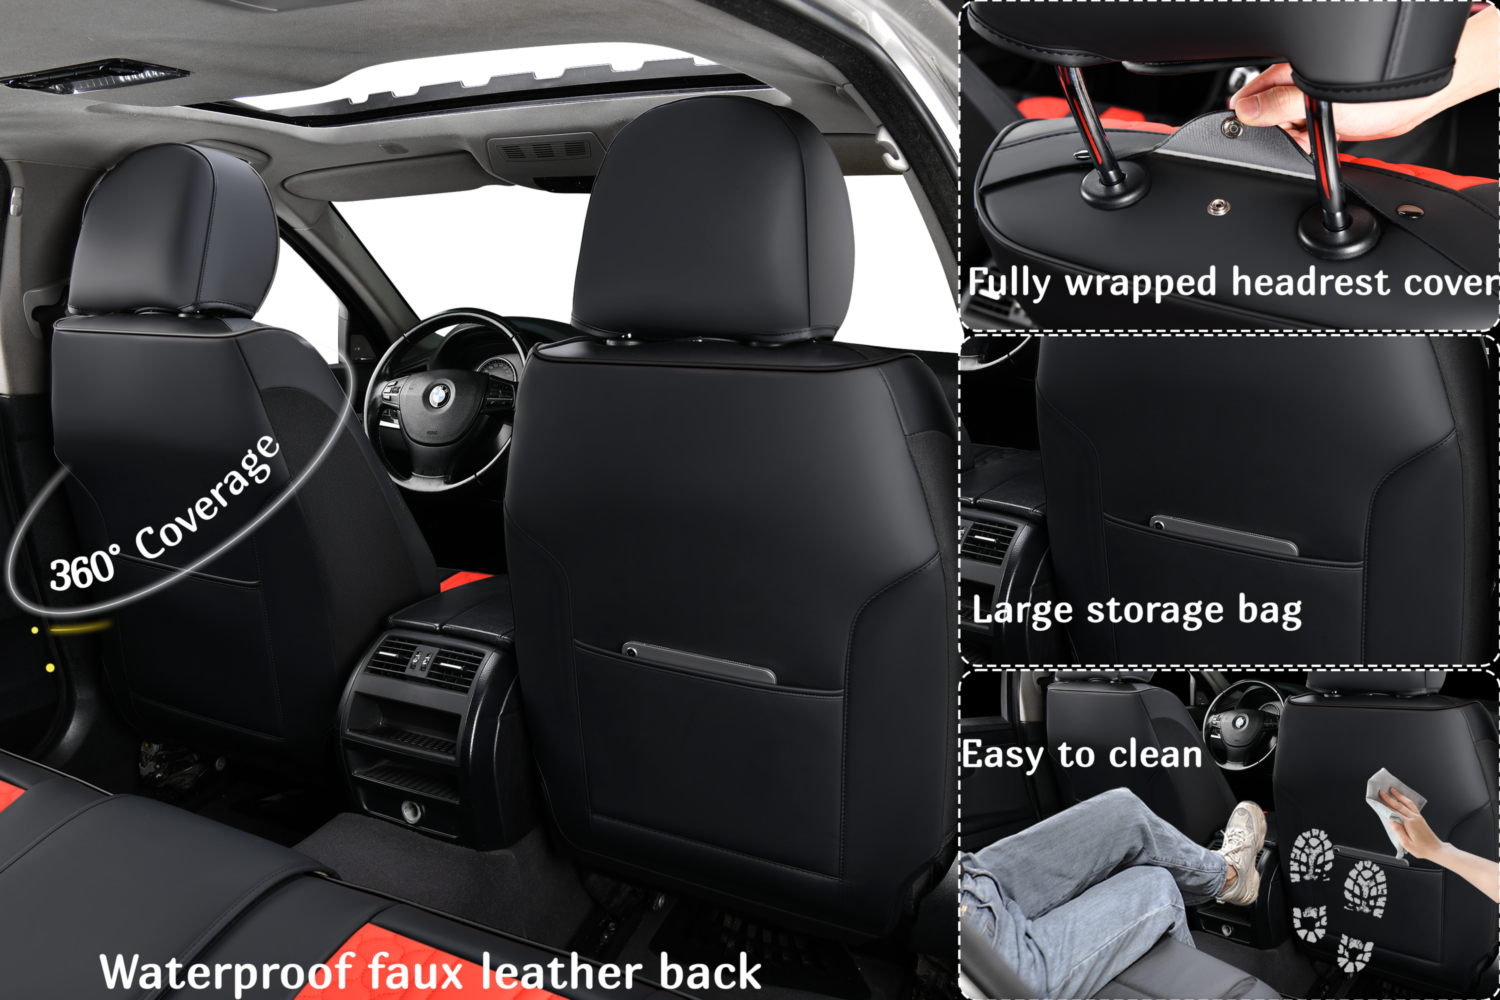 360° Coverage
Waterproof faux leather back
Fully wrapped headrest cover
Large storage bag
Easy to clean